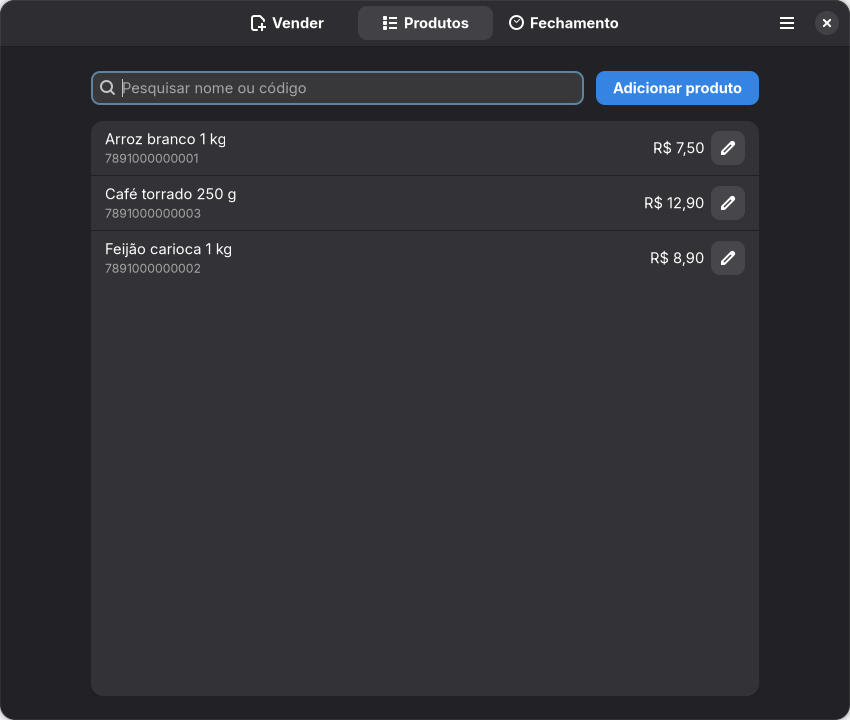 Vender
Produtos
Fechamento
Pesquisar nome ou código
Adicionar produto
Arroz branco 1 kg
7891000000001
R$ 7,50
Café torrado 250 g
7891000000003
R$ 12,90
Feijão carioca 1 kg
7891000000002
R$ 8,90